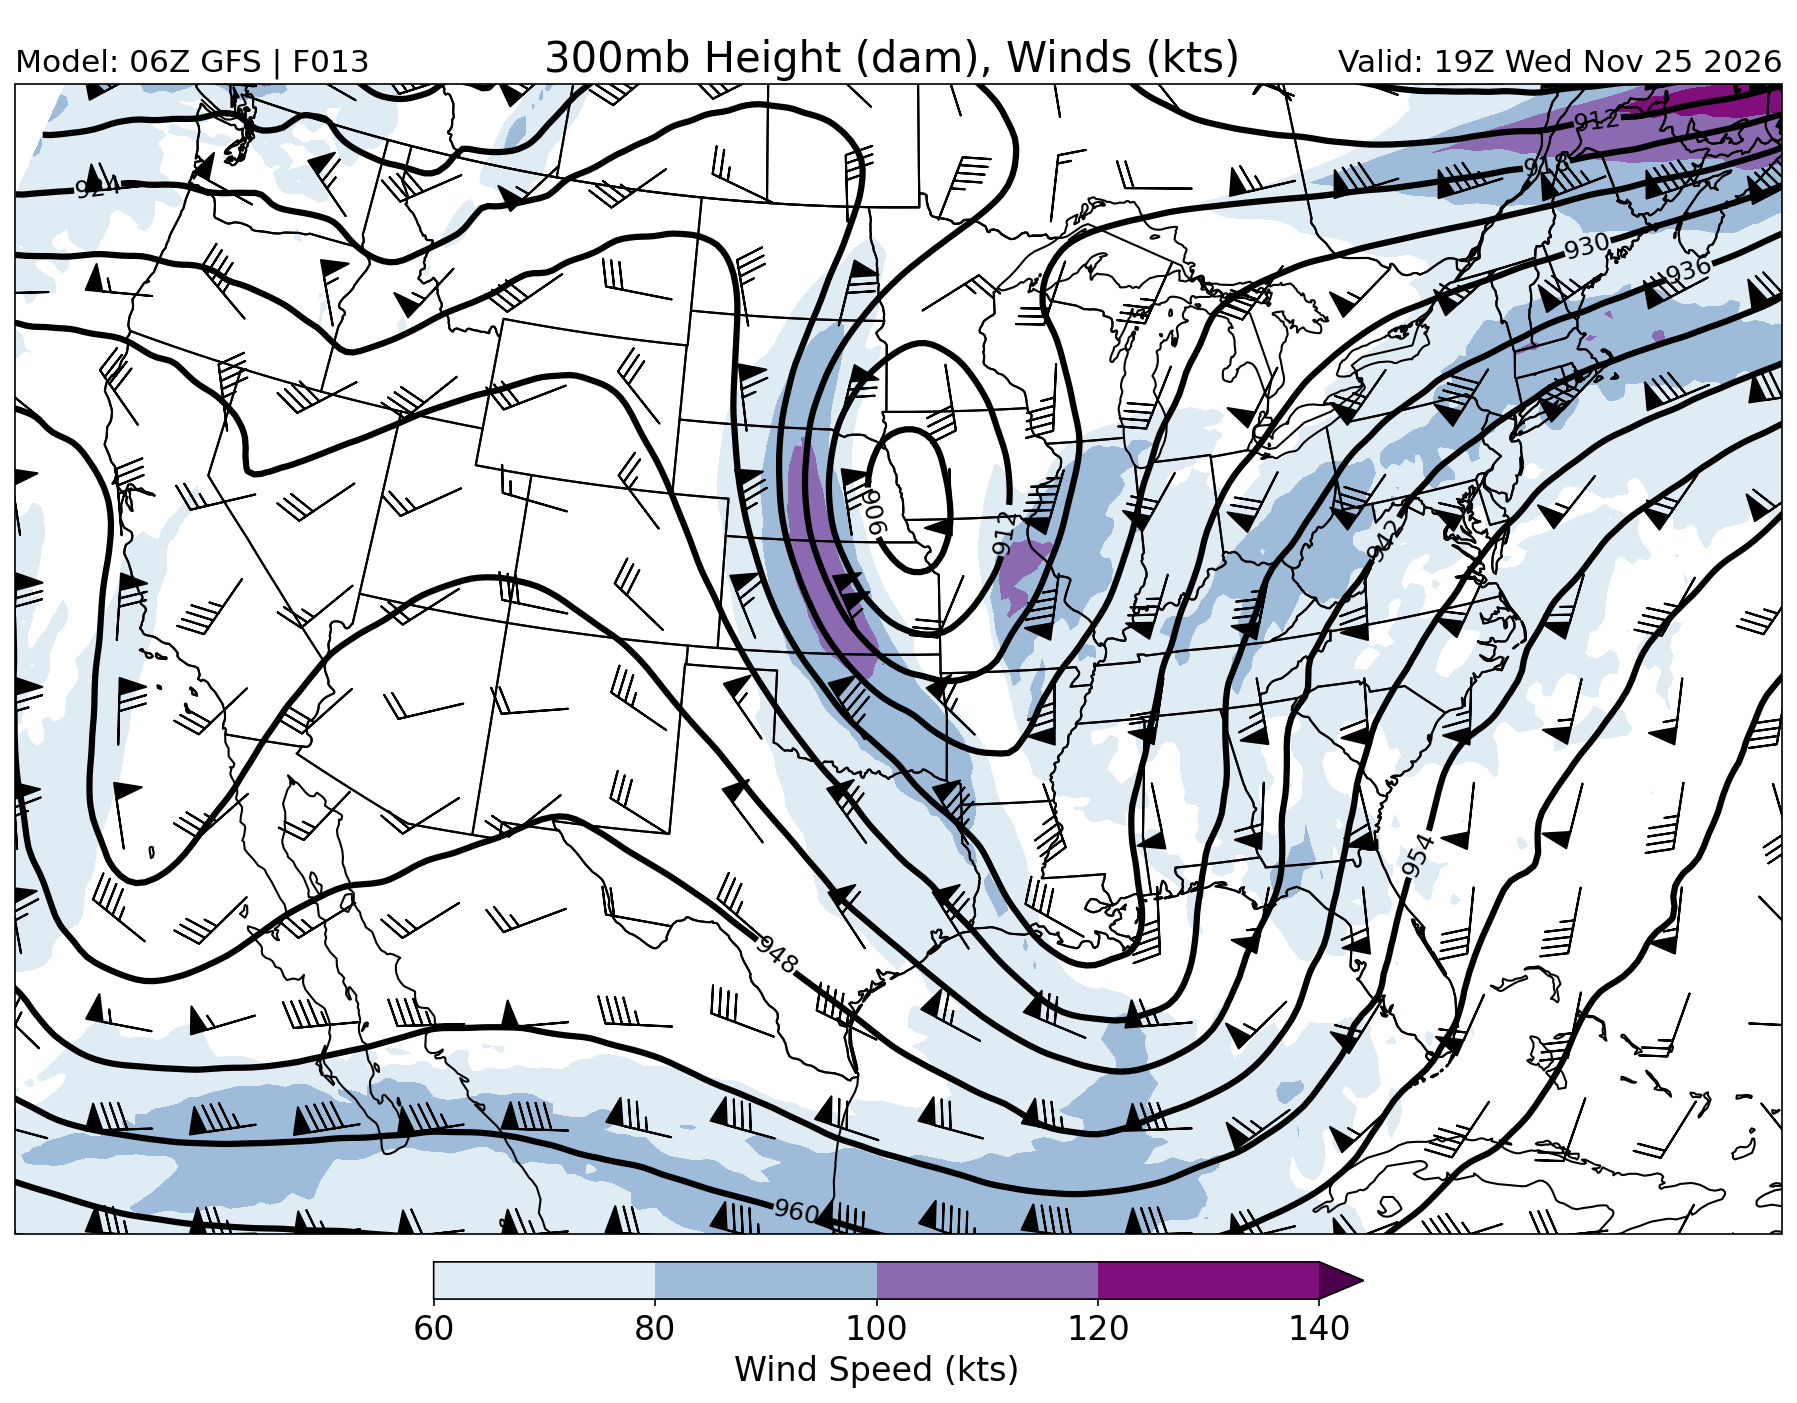 Model: 06Z GFS | F013
300mb Height (dam), Winds (kts)
Valid: 19Z Wed Nov 25 2026
912
918
924
930
936
906
912
942
954
948
960
60 80 100 120 140
Wind Speed (kts)